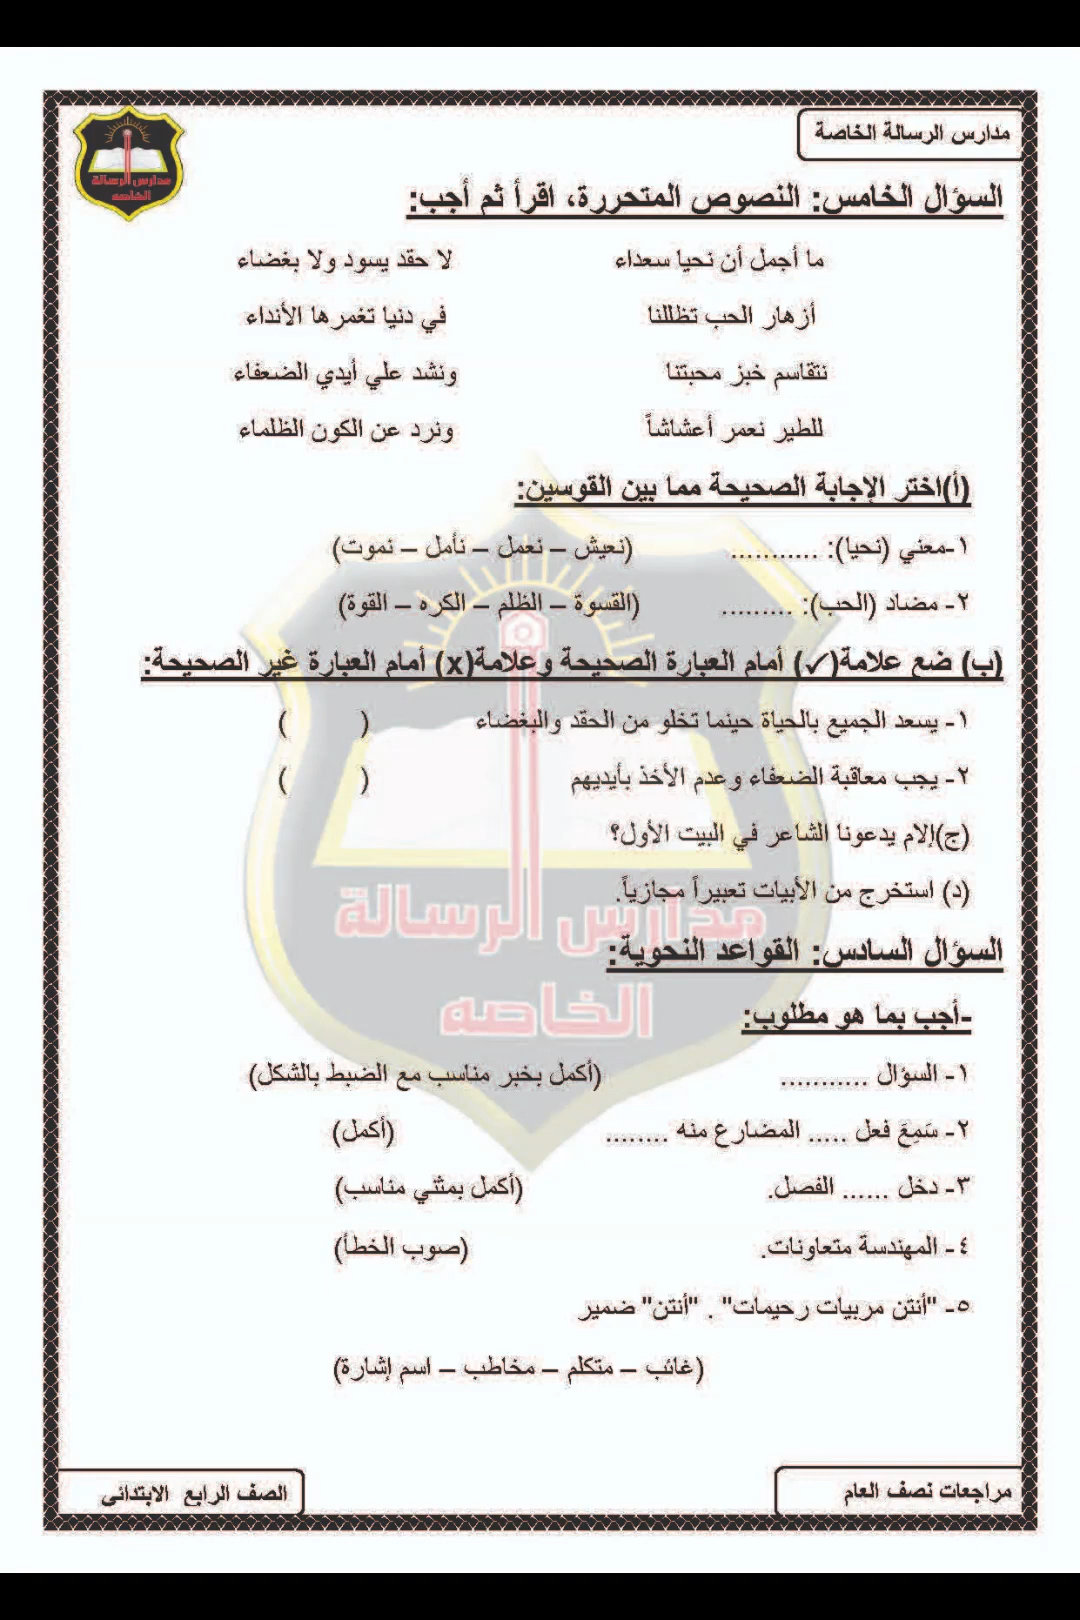 مدارس الرسالة الخاصة
مدارس الرسالة
الخاصه
السؤال الخامس: النصوص المتحررة، اقرأ ثم أجب:
ما أجمل أن نحيا سعداء لا حقد يسود ولا بغضاء
أزهار الحب تظللنا في دنيا تغمرها الأنداء
نتقاسم خبز محبتنا ونشد علي أيدي الضعفاء
للطير نعمر أعشاشاً ونرد عن الكون الظلماء
(أ)اختر الإجابة الصحيحة مما بين القوسين:
١-معني (نحيا): ........... (نعيش – نعمل – نأمل – نموت)
٢- مضاد (الحب): ......... (القسوة – الظلم – الكره – القوة)
(ب) ضع علامة(✓) أمام العبارة الصحيحة وعلامة(x) أمام العبارة غير الصحيحة:
١- يسعد الجميع بالحياة حينما تخلو من الحقد والبغضاء ( )
٢- يجب معاقبة الضعفاء وعدم الأخذ بأيديهم ( )
(ج)إلام يدعونا الشاعر في البيت الأول؟
(د) استخرج من الأبيات تعبيراً مجازياً.
مدارس الرسالة
الخاصه
السؤال السادس: القواعد النحوية:
-أجب بما هو مطلوب:
١- السؤال ........... (أكمل بخبر مناسب مع الضبط بالشكل)
٢- سَمِعَ فعل ..... المضارع منه ........ (أكمل)
٣- دخل ...... الفصل. (أكمل بمثني مناسب)
٤- المهندسة متعاونات. (صوب الخطأ)
٥- "أنتن مربيات رحيمات" . "أنتن" ضمير
(غائب – متكلم – مخاطب – اسم إشارة)
مراجعات نصف العام
الصف الرابع الابتدائى